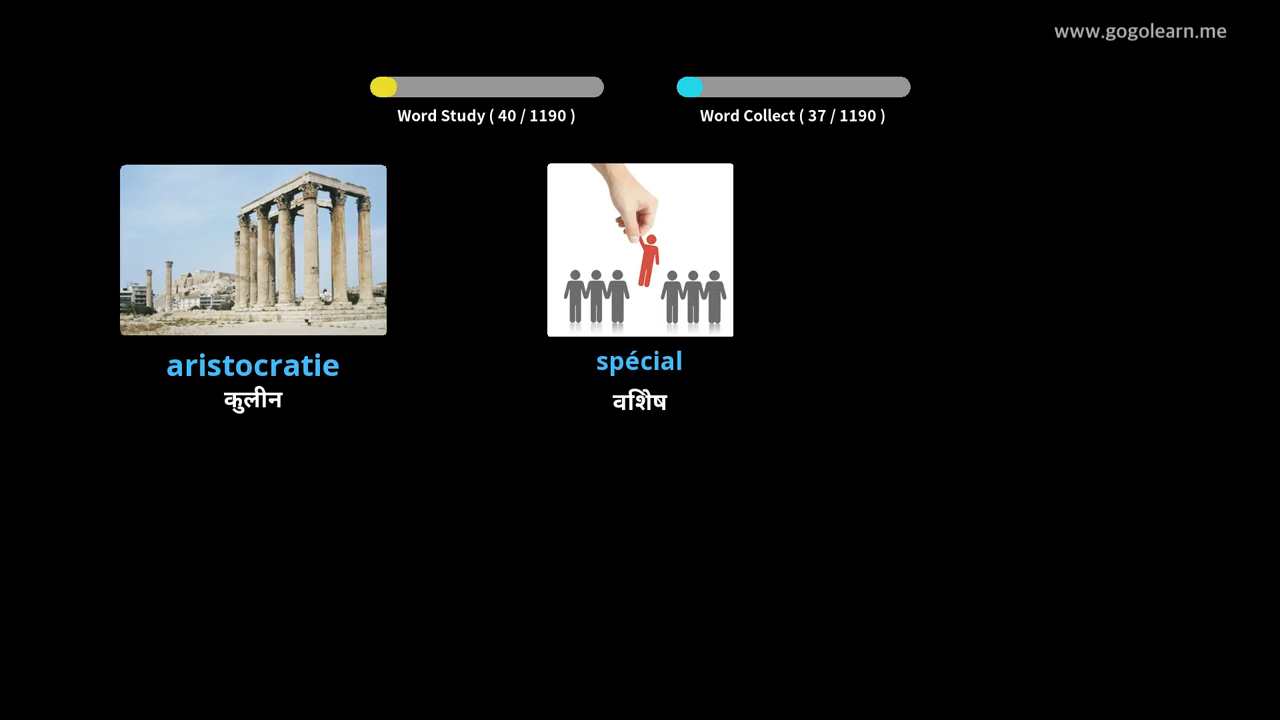 www.gogolearn.me
Word Study ( 40 / 1190 )
Word Collect ( 37 / 1190 )
aristocratie
कुलीन
spécial
विशेष